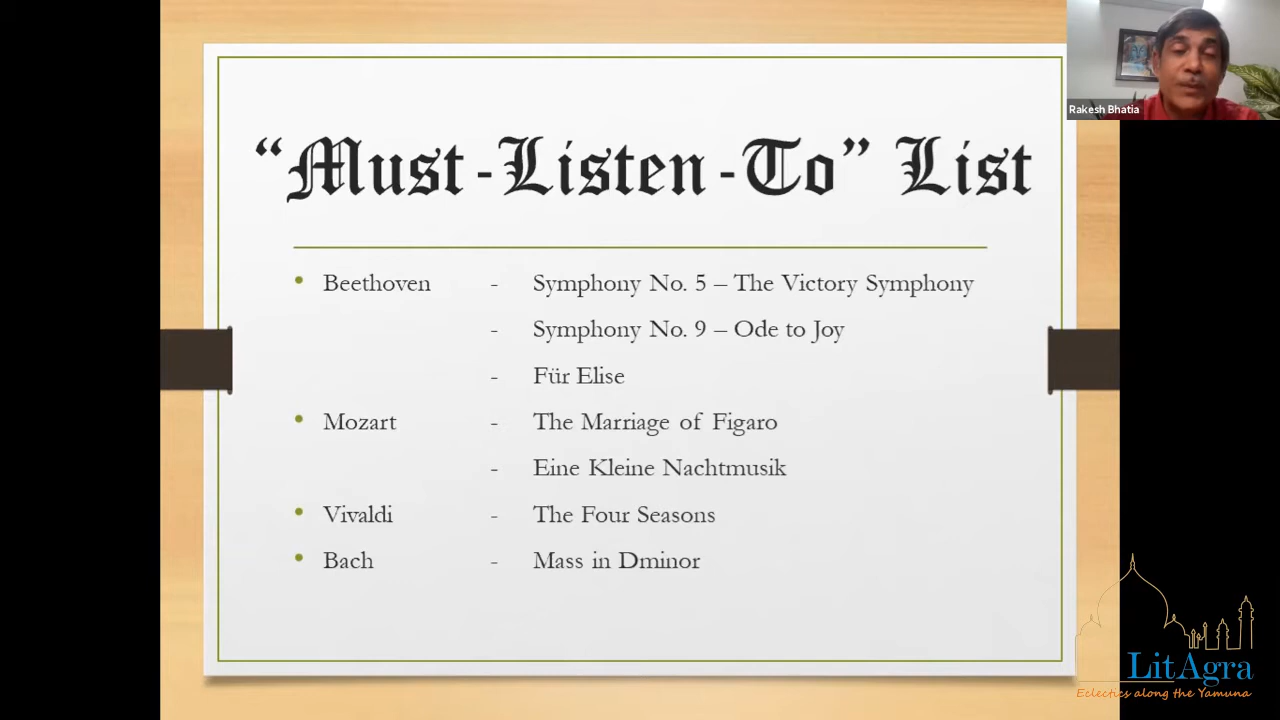 Rakesh Bhatia
“Must-Listen-To” List
• Beethoven - Symphony No. 5 – The Victory Symphony
- Symphony No. 9 – Ode to Joy
- Für Elise
• Mozart - The Marriage of Figaro
- Eine Kleine Nachtmusik
• Vivaldi - The Four Seasons
• Bach - Mass in Dminor
LitAgra
Eclectics along the Yamuna